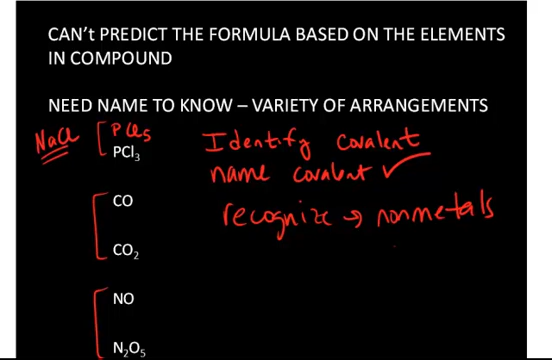 CAN't PREDICT THE FORMULA BASED ON THE ELEMENTS
IN COMPOUND
NEED NAME TO KNOW – VARIETY OF ARRANGEMENTS
NaCl PCl5 Identify covalent
PCl₃ name covalent ✓
CO recognize → nonmetals
CO₂
NO
N₂O₅